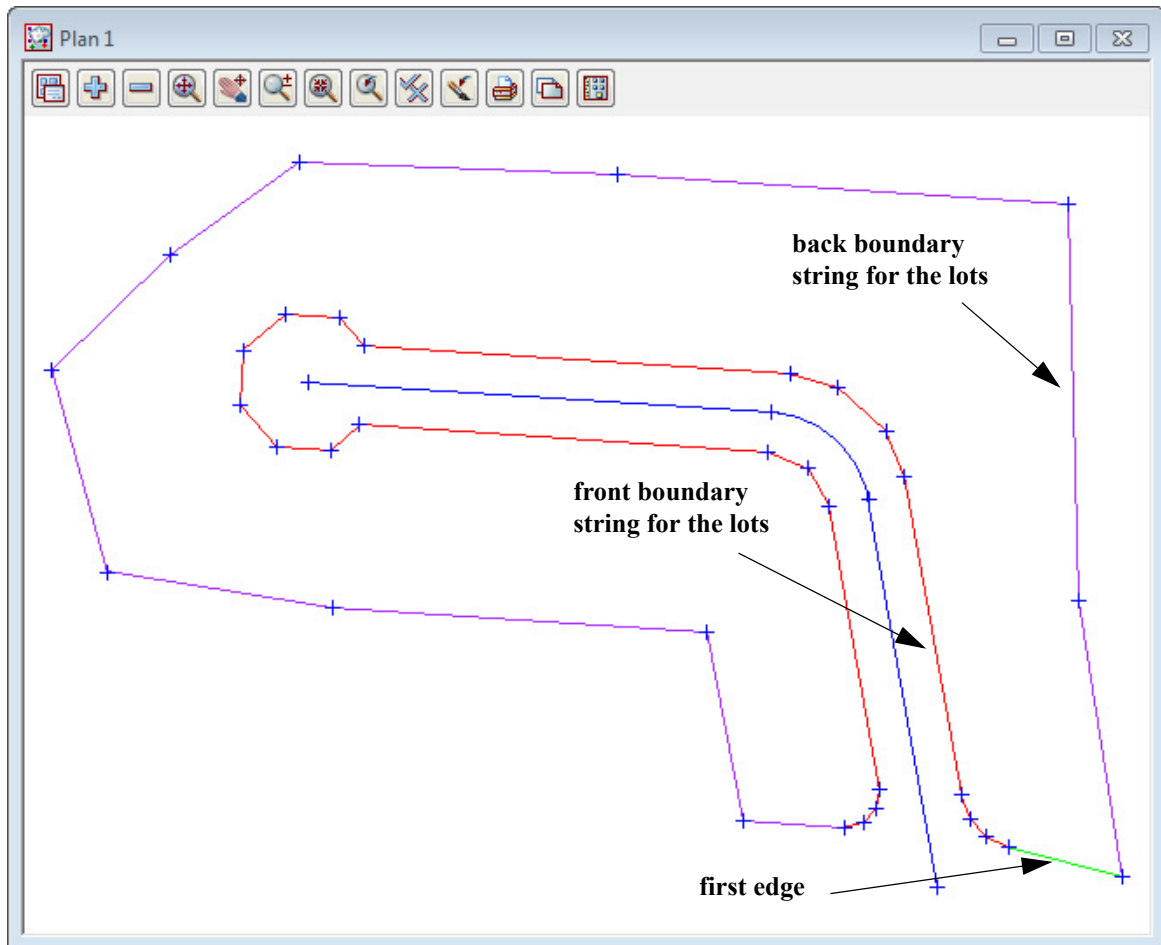 Plan 1
back boundary
string for the lots
front boundary
string for the lots
first edge